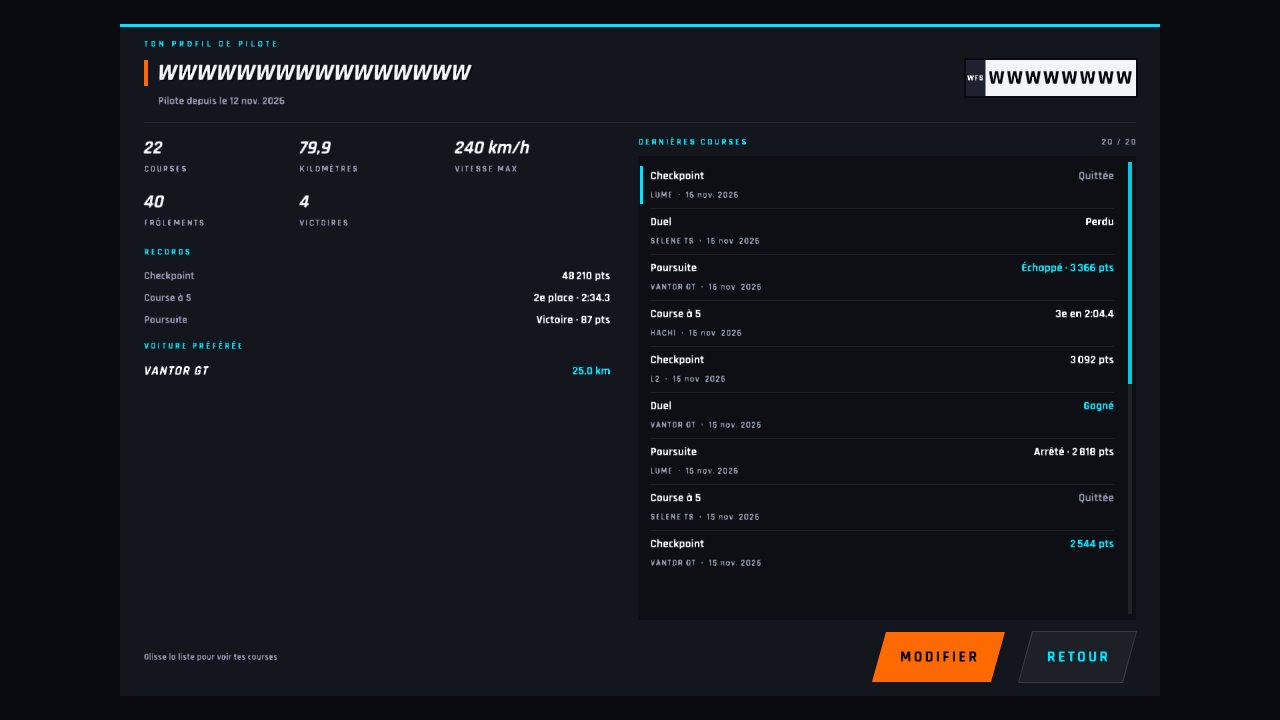 TON PROFIL DE PILOTE
WWWWWWWWWWWWWWWW
Pilote depuis le 12 nov. 2026
WFS WWWWWWWW
22
COURSES
79,9
KILOMÈTRES
240 km/h
VITESSE MAX
40
FRÔLEMENTS
4
VICTOIRES
RECORDS
Checkpoint 48 210 pts
Course à 5 2e place · 2:34.3
Poursuite Victoire · 87 pts
VOITURE PRÉFÉRÉE
VANTOR GT 25.0 km
DERNIÈRES COURSES 20 / 20
Checkpoint Quittée
LUME · 15 nov. 2026
Duel Perdu
SELENE TS · 15 nov. 2026
Poursuite Échappé · 3 366 pts
VANTOR GT · 15 nov. 2026
Course à 5 3e en 2:04.4
HACHI · 15 nov. 2026
Checkpoint 3 092 pts
L2 · 15 nov. 2026
Duel Gagné
VANTOR GT · 15 nov. 2026
Poursuite Arrêté · 2 818 pts
LUME · 15 nov. 2026
Course à 5 Quittée
SELENE TS · 15 nov. 2026
Checkpoint 2 544 pts
VANTOR GT · 15 nov. 2026
Glisse la liste pour voir tes courses
MODIFIER
RETOUR